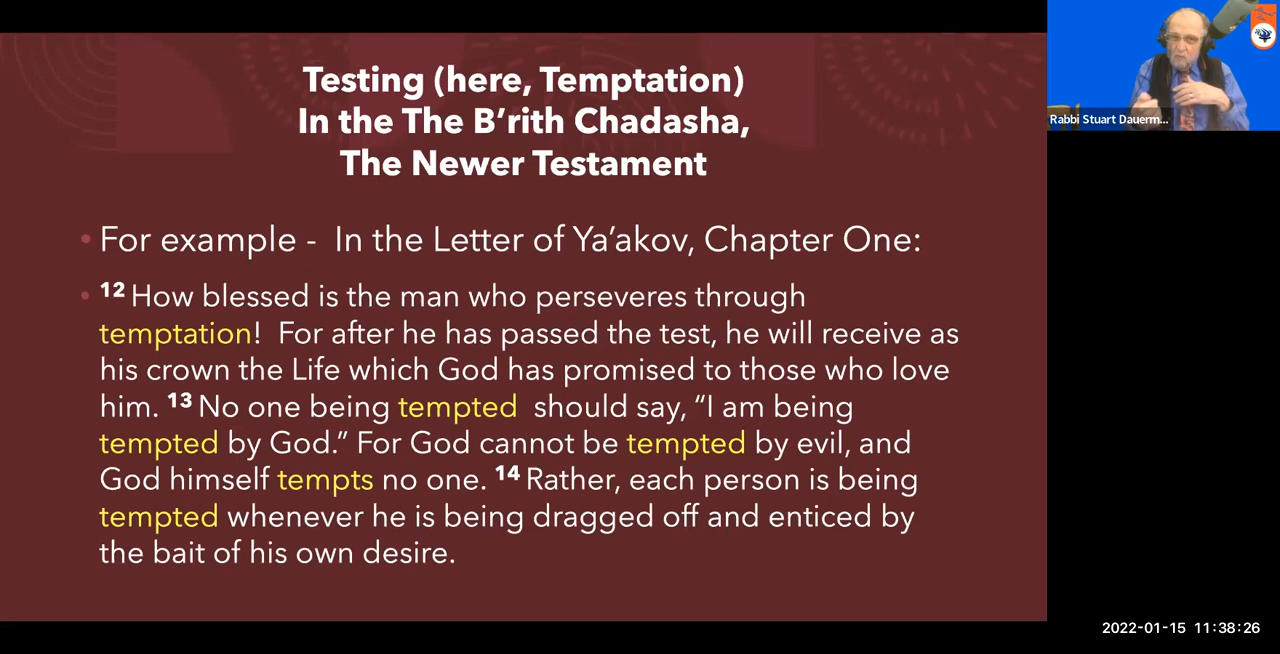 Testing (here, Temptation)
In the The B’rith Chadasha,
The Newer Testament
• For example - In the Letter of Ya’akov, Chapter One:
• 12 How blessed is the man who perseveres through
temptation! For after he has passed the test, he will receive as
his crown the Life which God has promised to those who love
him. 13 No one being tempted should say, “I am being
tempted by God.” For God cannot be tempted by evil, and
God himself tempts no one. 14 Rather, each person is being
tempted whenever he is being dragged off and enticed by
the bait of his own desire.
Rabbi Stuart Dauerm...
2022-01-15 11:38:26